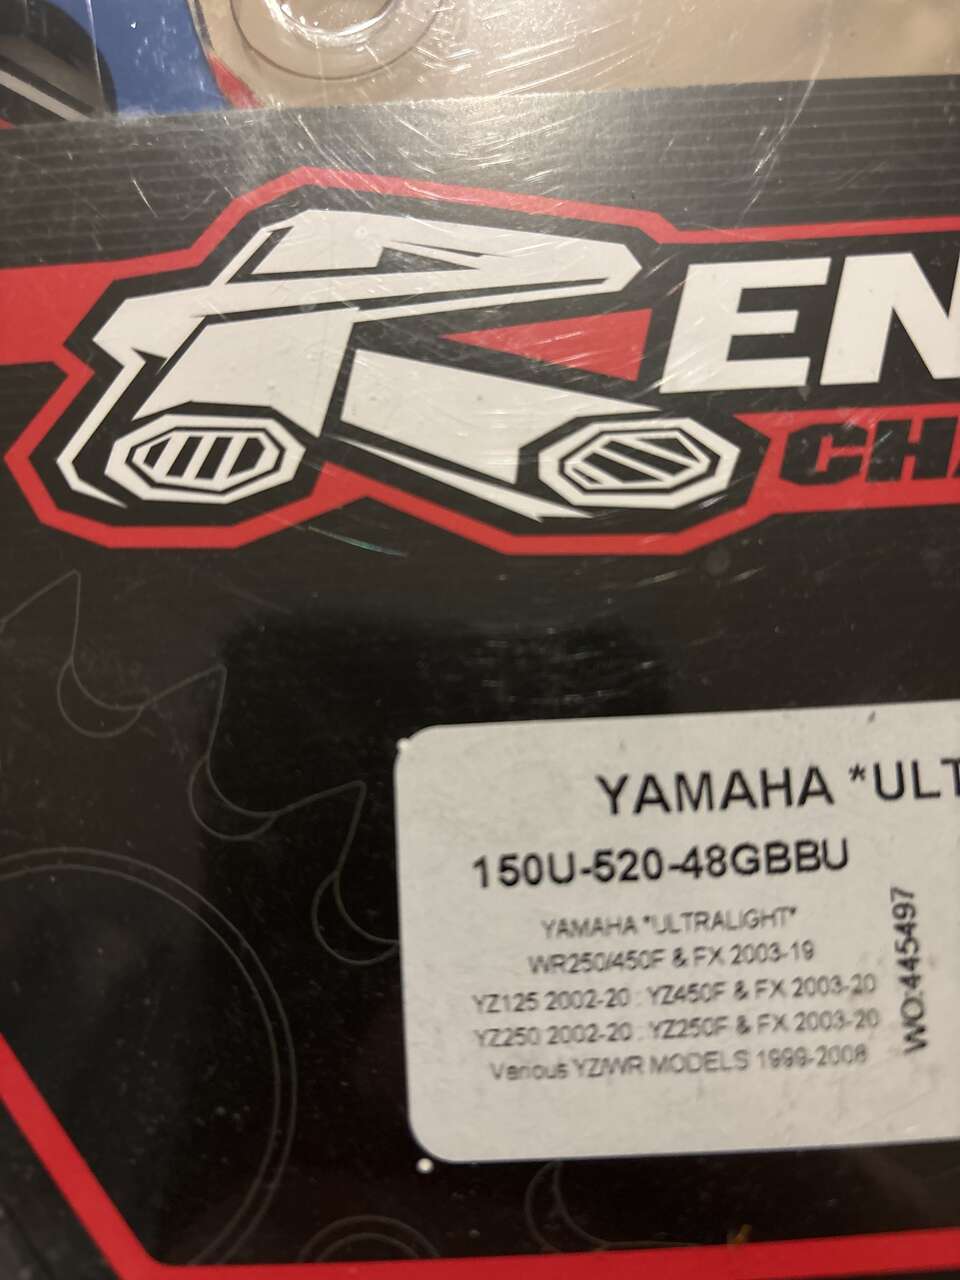 REN
CHA
YAMAHA *ULT
150U-520-48GBBU
YAMAHA *ULTRALIGHT*
WR250/450F & FX 2003-19
YZ125 2002-20 : YZ450F & FX 2003-20
YZ250 2002-20 : YZ250F & FX 2003-20
Various YZ/WR MODELS 1999-2008
WO:445497